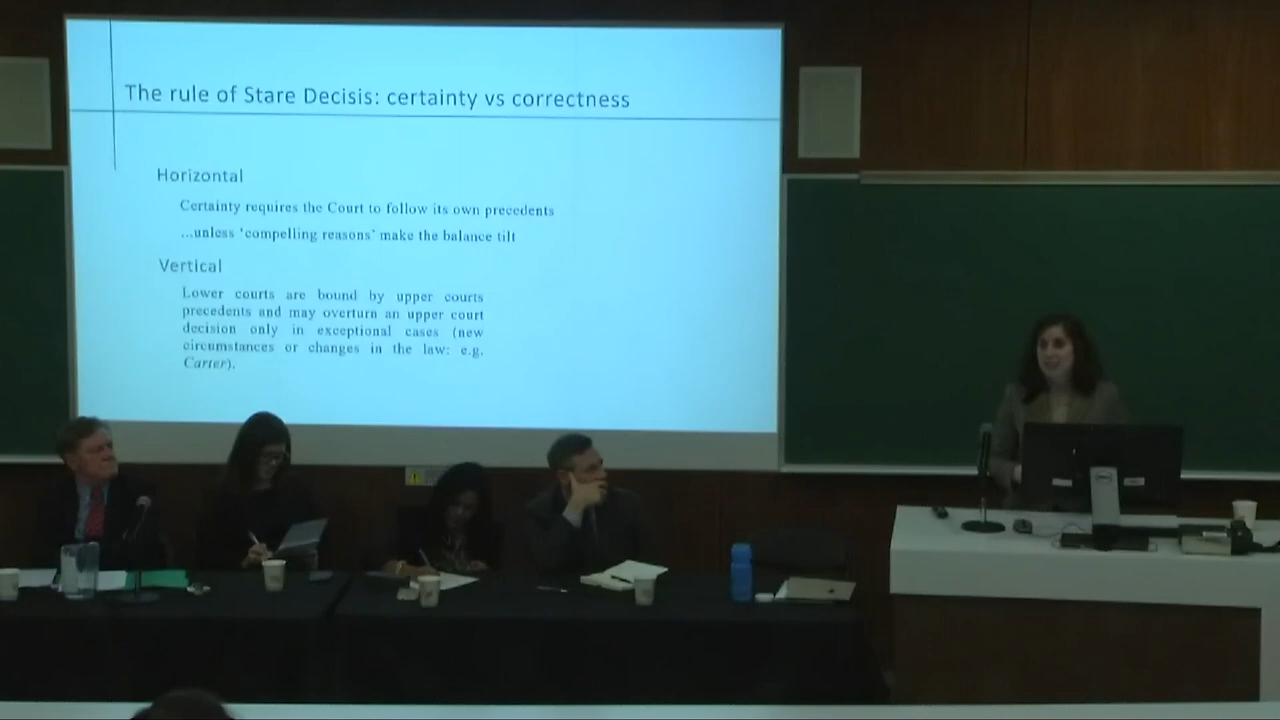 The rule of Stare Decisis: certainty vs correctness
Horizontal
Certainty requires the Court to follow its own precedents
...unless ‘compelling reasons’ make the balance tilt
Vertical
Lower courts are bound by upper courts
precedents and may overturn an upper court
decision only in exceptional cases (new
circumstances or changes in the law: e.g.
Carter).